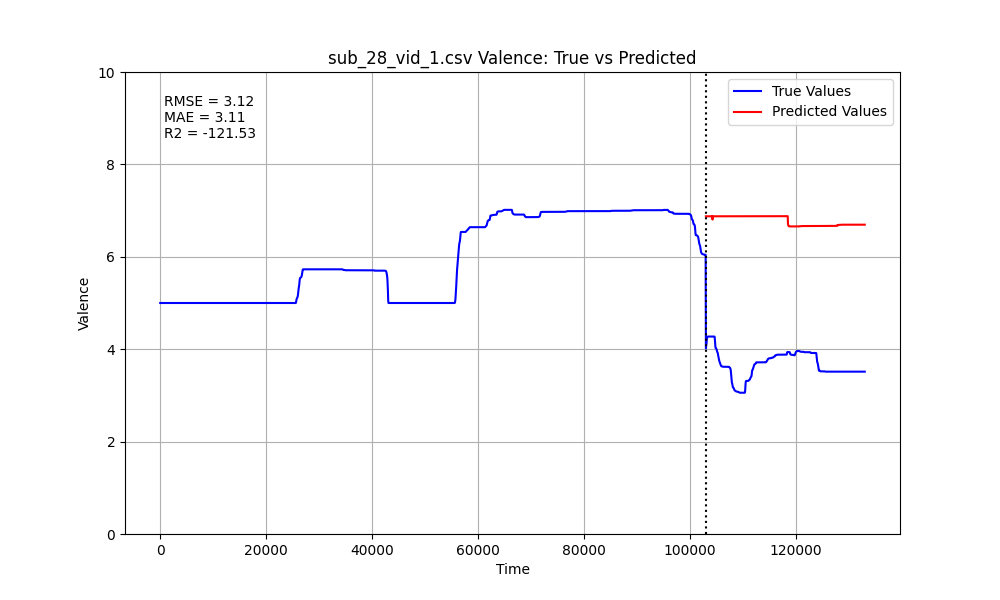 sub_28_vid_1.csv Valence: True vs Predicted
RMSE = 3.12
MAE = 3.11
R2 = -121.53
True Values
Predicted Values
Valence
10
8
6
4
2
0
0
20000
40000
60000
80000
100000
120000
Time